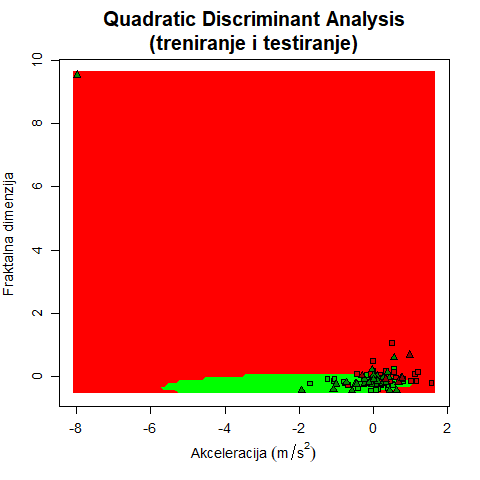 Quadratic Discriminant Analysis
(treniranje i testiranje)
Fraktalna dimenzija
10
8
6
4
2
0
-8 -6 -4 -2 0 2
Akceleracija (m/s²)